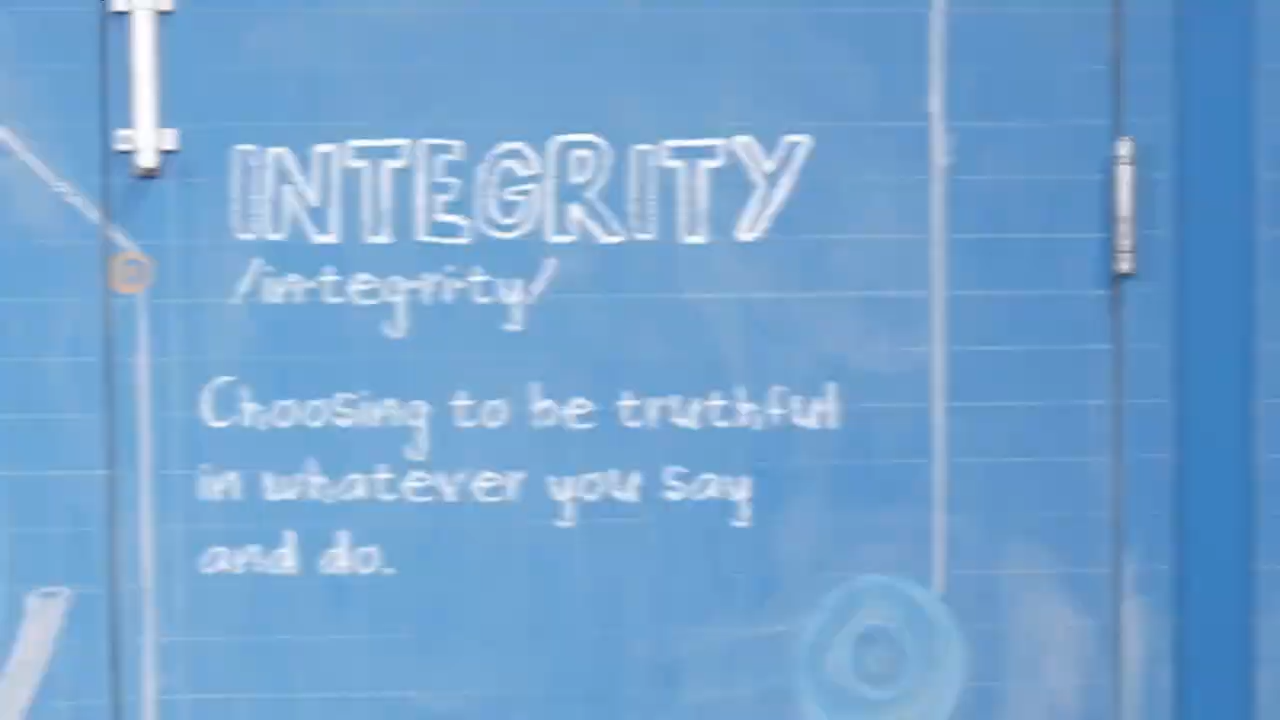 INTEGRITY
/integrity/
Choosing to be truthful
in whatever you say
and do.